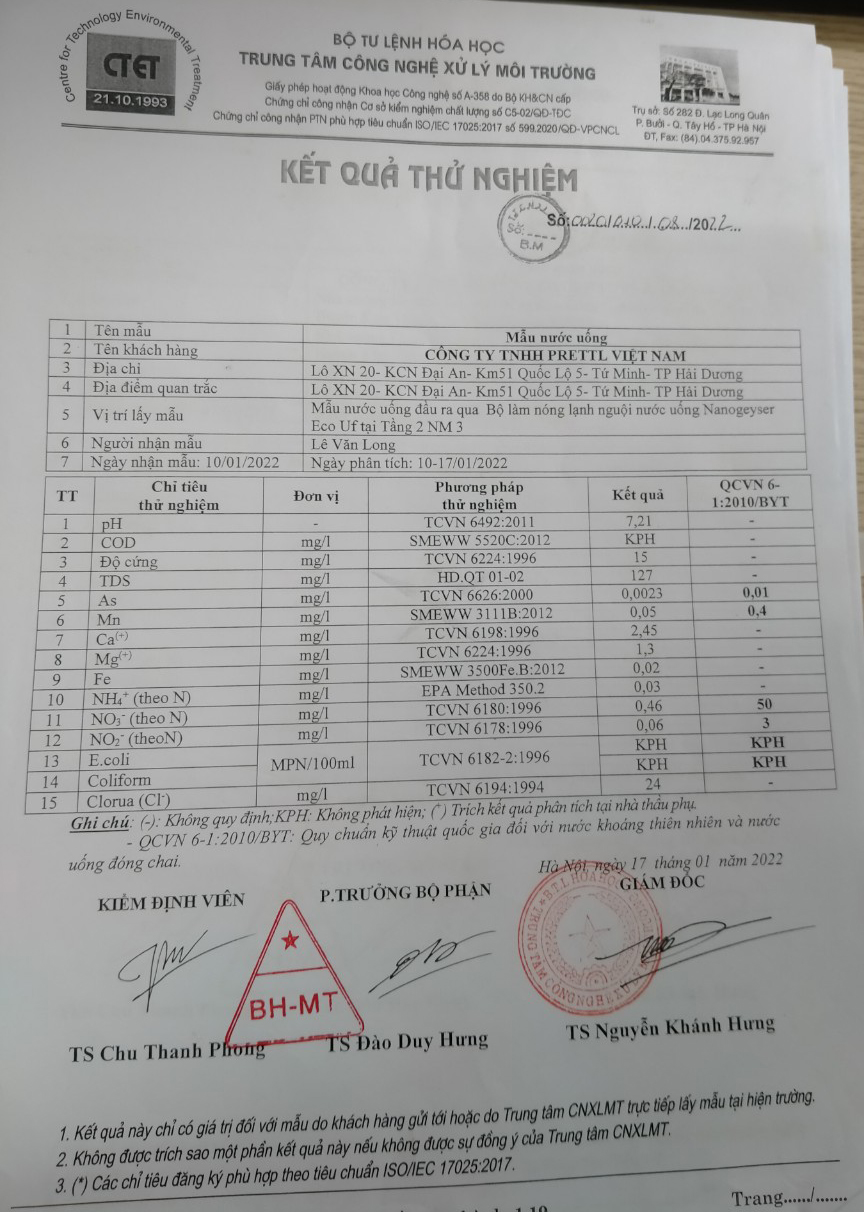 Centre for Technology Environmental Treatment
CTET
21.10.1993
BỘ TƯ LỆNH HÓA HỌC
TRUNG TÂM CÔNG NGHỆ XỬ LÝ MÔI TRƯỜNG
Giấy phép hoạt động Khoa học Công nghệ số A-358 do Bộ KH&CN cấp
Chứng chỉ công nhận Cơ sở kiểm nghiệm chất lượng số C5-02/QĐ-TĐC
Chứng chỉ công nhận PTN phù hợp tiêu chuẩn ISO/IEC 17025:2017 số 599.2020/QĐ-VPCNCL
Trụ sở: Số 282 Đ. Lạc Long Quân
P. Bưởi - Q. Tây Hồ - TP Hà Nội
ĐT, Fax: (84).04.375.92.957
KẾT QUẢ THỬ NGHIỆM
Số: /2022
SỐ:
B.M
1 Tên mẫu Mẫu nước uống
2 Tên khách hàng CÔNG TY TNHH PRETTL VIỆT NAM
3 Địa chỉ Lô XN 20- KCN Đại An- Km51 Quốc Lộ 5- Tứ Minh- TP Hải Dương
4 Địa điểm quan trắc Lô XN 20- KCN Đại An- Km51 Quốc Lộ 5- Tứ Minh- TP Hải Dương
5 Vị trí lấy mẫu Mẫu nước uống đầu ra qua Bộ làm nóng lạnh nguội nước uống Nanogeyser
Eco Uf tại Tầng 2 NM 3
6 Người nhận mẫu Lê Văn Long
7 Ngày nhận mẫu: 10/01/2022 Ngày phân tích: 10-17/01/2022
TT Chỉ tiêu thử nghiệm Đơn vị Phương pháp thử nghiệm Kết quả QCVN 6-1:2010/BYT
1 pH - TCVN 6492:2011 7,21 -
2 COD mg/l SMEWW 5520C:2012 KPH -
3 Độ cứng mg/l TCVN 6224:1996 15 -
4 TDS mg/l HD.QT 01-02 127 -
5 As mg/l TCVN 6626:2000 0,0023 0,01
6 Mn mg/l SMEWW 3111B:2012 0,05 0,4
7 Ca(+) mg/l TCVN 6198:1996 2,45 -
8 Mg(+) mg/l TCVN 6224:1996 1,3 -
9 Fe mg/l SMEWW 3500Fe.B:2012 0,02 -
10 NH₄⁺ (theo N) mg/l EPA Method 350.2 0,03 -
11 NO₃⁻ (theo N) mg/l TCVN 6180:1996 0,46 50
12 NO₂⁻ (theoN) mg/l TCVN 6178:1996 0,06 3
13 E.coli MPN/100ml TCVN 6182-2:1996 KPH KPH
14 Coliform KPH KPH
15 Clorua (Cl⁻) mg/l TCVN 6194:1994 24 -
Ghi chú: (-): Không quy định;KPH: Không phát hiện; (*) Trích kết quả phân tích tại nhà thầu phụ.
- QCVN 6-1:2010/BYT: Quy chuẩn kỹ thuật quốc gia đối với nước khoáng thiên nhiên và nước
uống đóng chai.
Hà Nội, ngày 17 tháng 01 năm 2022
KIỂM ĐỊNH VIÊN P.TRƯỞNG BỘ PHẬN GIÁM ĐỐC
BH-MT
TS Chu Thanh Phong TS Đào Duy Hưng TS Nguyễn Khánh Hưng
1. Kết quả này chỉ có giá trị đối với mẫu do khách hàng gửi tới hoặc do Trung tâm CNXLMT trực tiếp lấy mẫu tại hiện trường.
2. Không được trích sao một phần kết quả này nếu không được sự đồng ý của Trung tâm CNXLMT.
3. (*) Các chỉ tiêu đăng ký phù hợp theo tiêu chuẩn ISO/IEC 17025:2017.
Trang....../.......